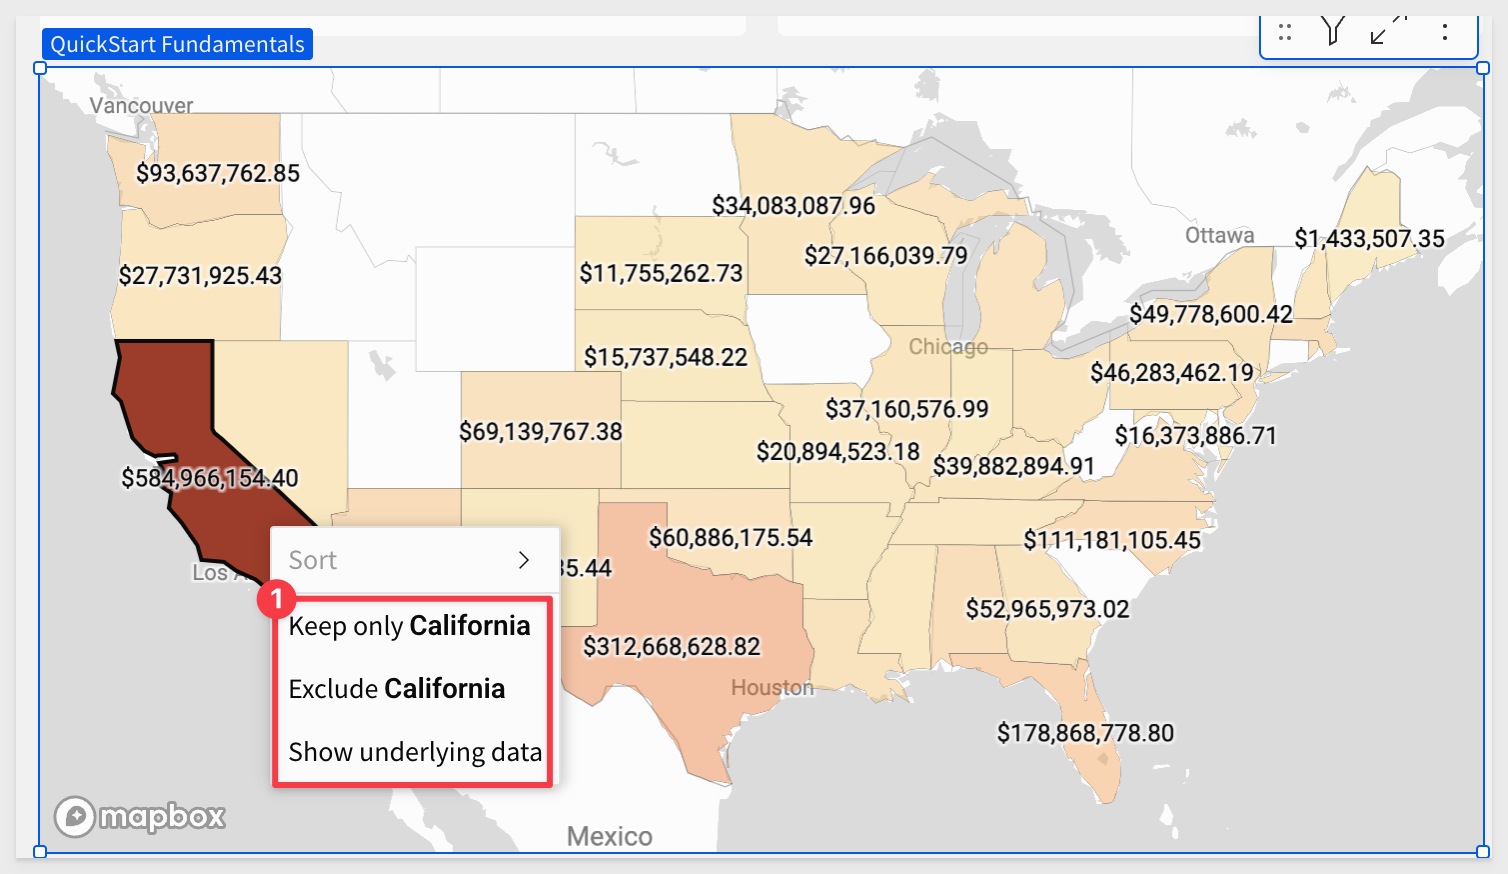 QuickStart Fundamentals
Vancouver
$93,637,762.85
$34,083,087.96
Ottawa
$1,433,507.35
$27,166,039.79
$27,731,925.43
$11,755,262.73
$49,778,600.42
Chicago
$15,737,548.22
$46,283,462.19
$37,160,576.99
$69,139,767.38
$16,373,886.71
$20,894,523.18
$39,882,894.91
$584,966,154.40
$60,886,175.54
$111,181,105.45
Sort
35.44
Los A
1
$52,965,973.02
Keep only California
$312,668,628.82
Exclude California
Houston
$178,868,778.80
Show underlying data
mapbox
Mexico